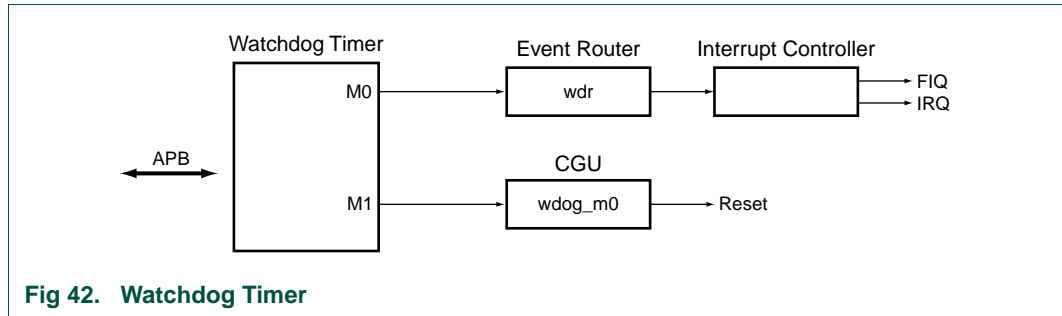 Watchdog Timer
Event Router
Interrupt Controller
M0
wdr
FIQ
IRQ
APB
CGU
M1
wdog_m0
Reset
Fig 42. Watchdog Timer